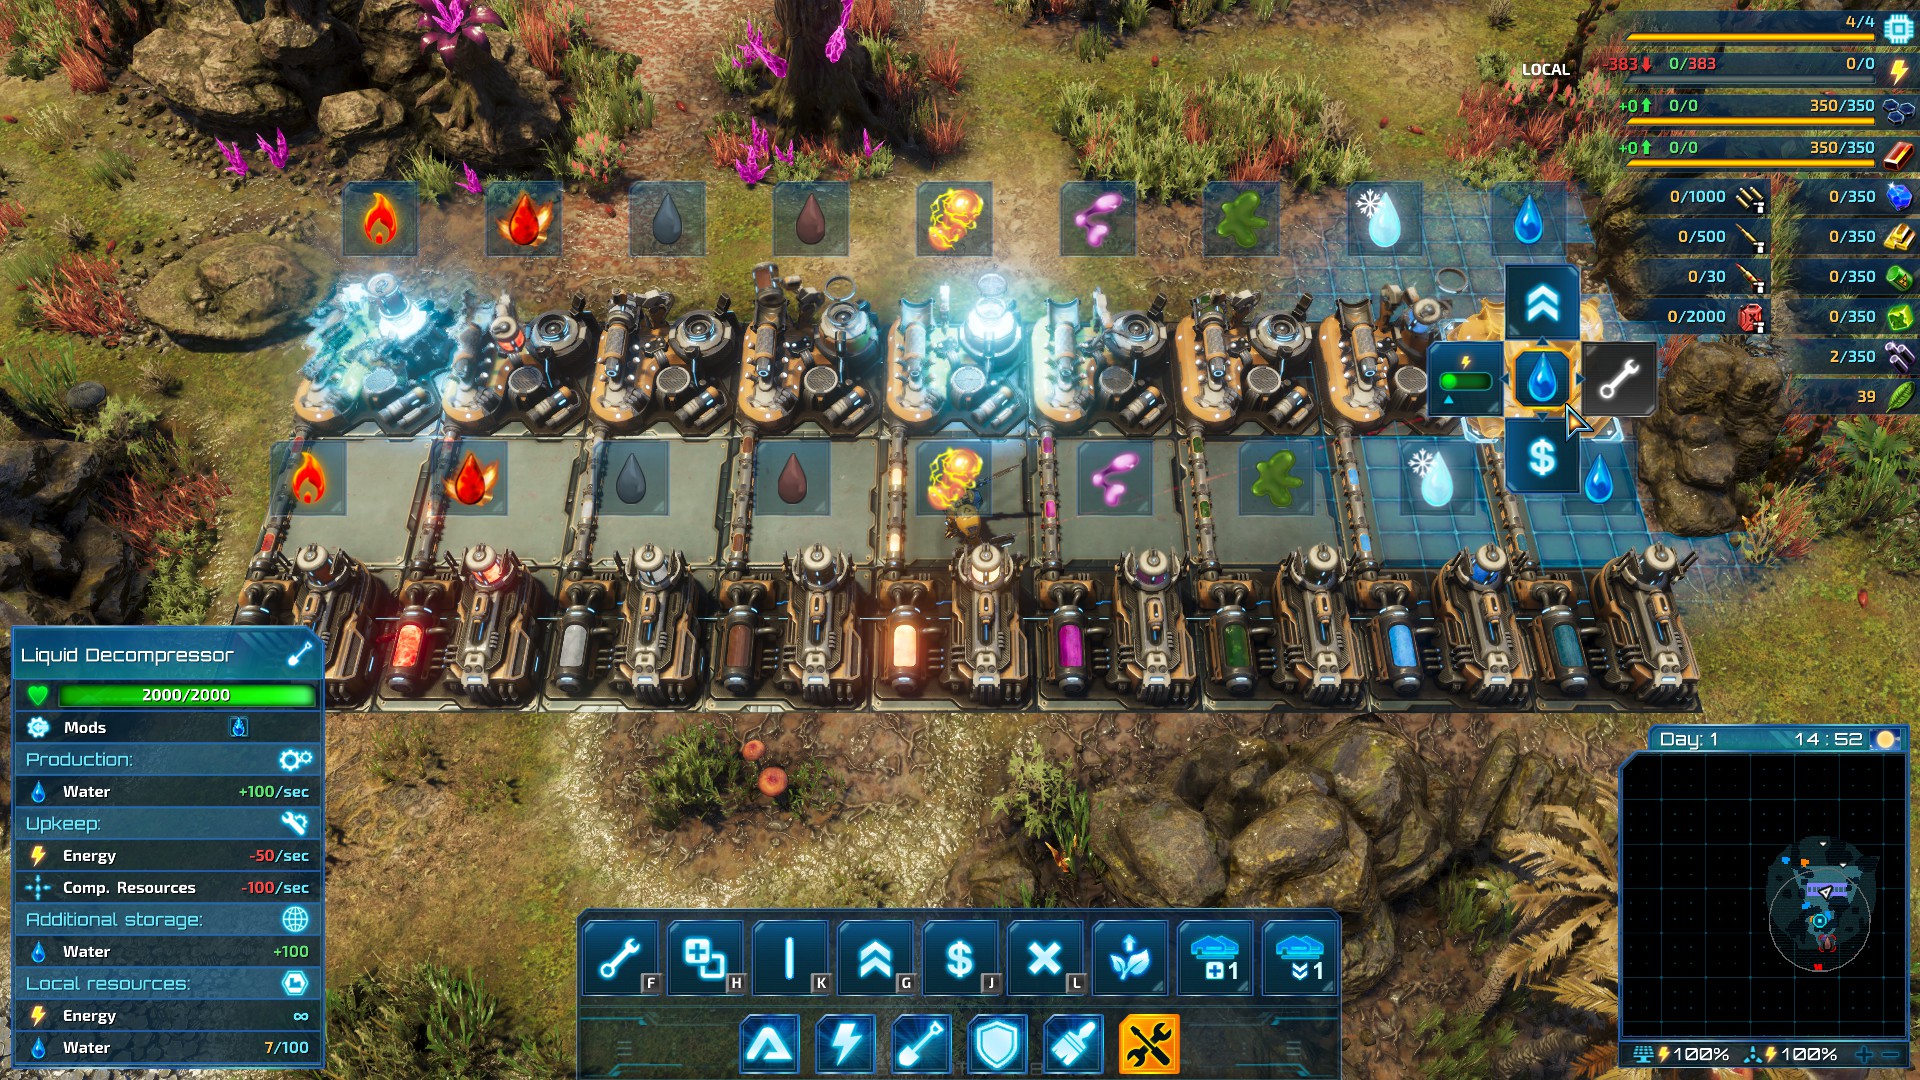 4/4
LOCAL
-383 0/383 0/0
+0 0/0 350/350
+0 0/0 350/350
0/1000 0/350
0/500 0/350
0/30 0/350
0/2000 0/350
2/350
39
$
Liquid Decompressor
2000/2000
Mods
Production:
Water +100/sec
Upkeep:
Energy -50/sec
Comp. Resources -100/sec
Additional storage:
Water +100
Local resources:
Energy ∞
Water 7/100
Day: 1 14:52
F H K G $ J L 1 1
100% 100%